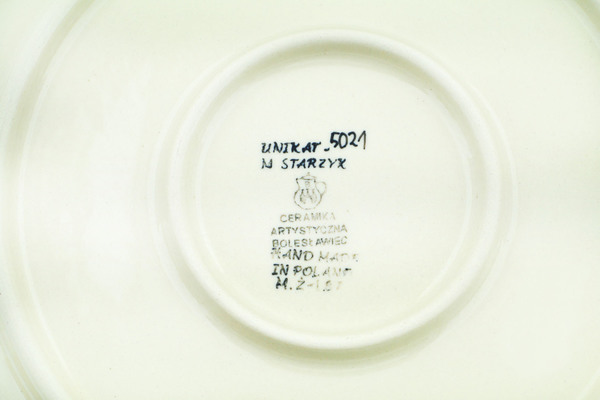 UNIKAT-5021
M STARZYK
CERAMIKA
ARTYSTYCZNA
BOLESŁAWIEC
HAND MADE
IN POLAND
M.Ż-